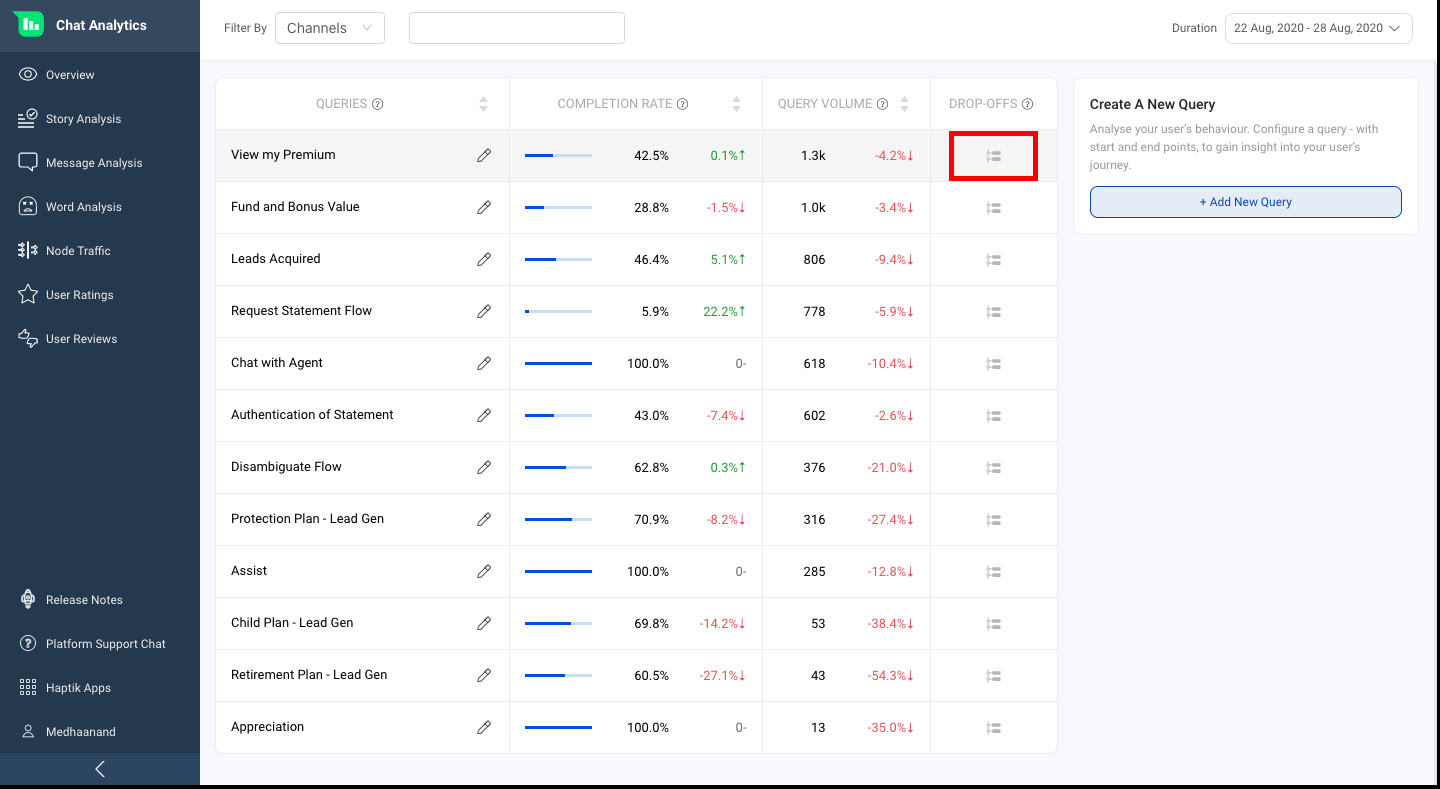 Chat Analytics
Overview
Story Analysis
Message Analysis
Word Analysis
Node Traffic
User Ratings
User Reviews
Release Notes
Platform Support Chat
Haptik Apps
Medhaanand
Filter By Channels
Duration 22 Aug, 2020 - 28 Aug, 2020
QUERIES COMPLETION RATE QUERY VOLUME DROP-OFFS
View my Premium 42.5% 0.1%↑ 1.3k -4.2%↓
Fund and Bonus Value 28.8% -1.5%↓ 1.0k -3.4%↓
Leads Acquired 46.4% 5.1%↑ 806 -9.4%↓
Request Statement Flow 5.9% 22.2%↑ 778 -5.9%↓
Chat with Agent 100.0% 0- 618 -10.4%↓
Authentication of Statement 43.0% -7.4%↓ 602 -2.6%↓
Disambiguate Flow 62.8% 0.3%↑ 376 -21.0%↓
Protection Plan - Lead Gen 70.9% -8.2%↓ 316 -27.4%↓
Assist 100.0% 0- 285 -12.8%↓
Child Plan - Lead Gen 69.8% -14.2%↓ 53 -38.4%↓
Retirement Plan - Lead Gen 60.5% -27.1%↓ 43 -54.3%↓
Appreciation 100.0% 0- 13 -35.0%↓
Create A New Query
Analyse your user's behaviour. Configure a query - with
start and end points, to gain insight into your user's
journey.
+ Add New Query